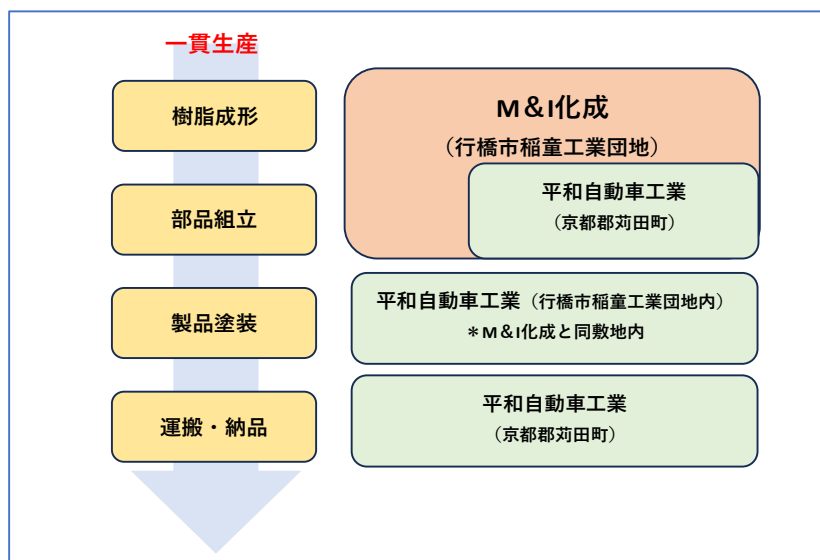 一貫生産
樹脂成形
M&I化成
（行橋市稲童工業団地）
部品組立
平和自動車工業
（京都郡苅田町）
製品塗装
平和自動車工業（行橋市稲童工業団地内）
＊M&I化成と同敷地内
運搬・納品
平和自動車工業
（京都郡苅田町）